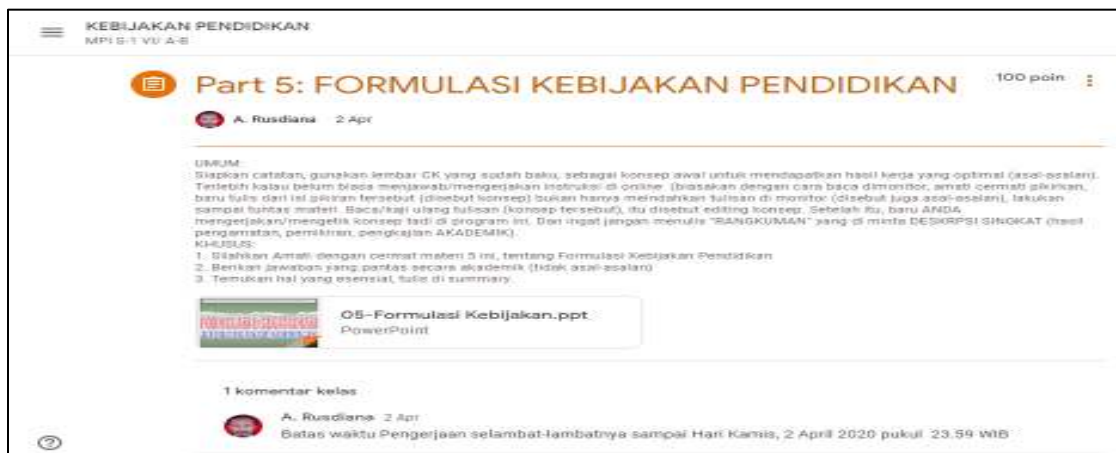 KEBIJAKAN PENDIDIKAN
MPI S-1 VI/ A-B
Part 5: FORMULASI KEBIJAKAN PENDIDIKAN
100 poin
A. Rusdiana 2 Apr
UMUM:
Siapkan catatan, gunakan lembar CK yang sudah baku, sebagai konsep awal untuk mendapatkan hasil kerja yang optimal (asal-asalan).
Terlebih kalau belum biasa menjawab/mengerjakan instruksi di online (biasakan dengan cara baca dimonitor, amati cermati pikirkan,
baru tulis dari isi pikiran tersebut (disebut konsep) bukan hanya memindahkan tulisan di monitor (disebut juga asal-asalan), lakukan
sampai tuntas materi. Baca/kaji ulang tulisan (konsep tersebut), itu disebut editing konsep. Setelah itu, baru ANDA
mengerjakan/mengetik konsep tadi di program ini. Dan ingat jangan menulis "RANGKUMAN" yang di minta DESKRIPSI SINGKAT (hasil
pengamatan, pemikiran, pengkajian AKADEMIK).
KHUSUS:
1. Silahkan Amati dengan cermat materi 5 ini, tentang Formulasi Kebijakan Pendidikan
2. Berikan jawaban yang pantas secara akademik (tidak asal-asalan)
3. Temukan hal yang esensial, tulis di summary.
05-Formulasi Kebijakan.ppt
PowerPoint
1 komentar kelas
A. Rusdiana 2 Apr
Batas waktu Pengerjaan selambat-lambatnya sampai Hari Kamis, 2 April 2020 pukul 23.59 WIB